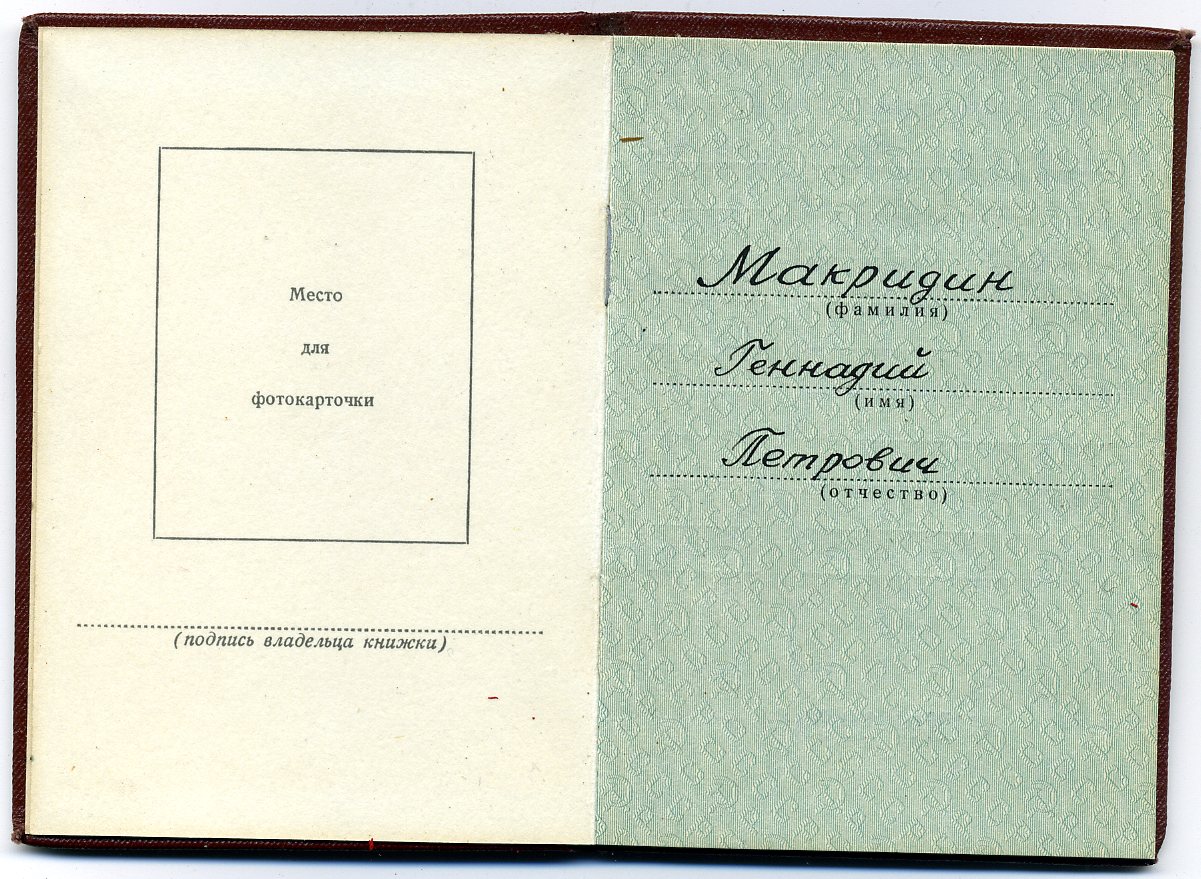 Место
для
фотокарточки
(подпись владельца книжки)
Макридин
(фамилия)
Геннадий
(имя)
Петрович
(отчество)